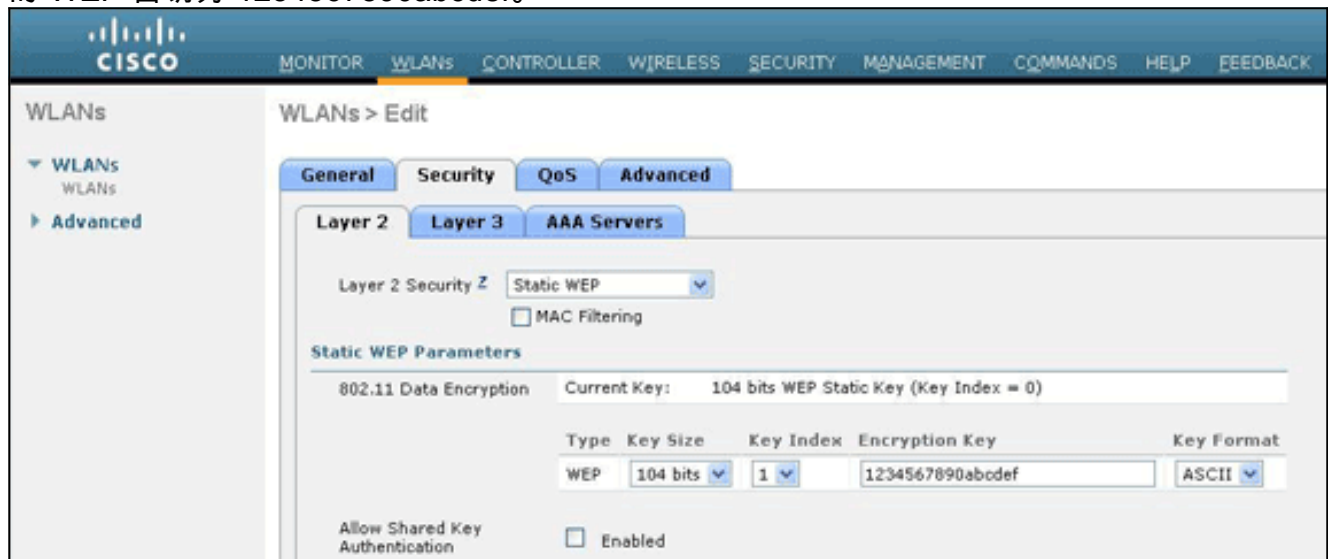 CISCO
MONITOR WLANs CONTROLLER WIRELESS SECURITY MANAGEMENT COMMANDS HELP FEEDBACK
WLANs
WLANs > Edit
WLANs
WLANs
Advanced
General Security QoS Advanced
Layer 2 Layer 3 AAA Servers
Layer 2 Security Z Static WEP
MAC Filtering
Static WEP Parameters
802.11 Data Encryption Current Key: 104 bits WEP Static Key (Key Index = 0)
Type Key Size Key Index Encryption Key Key Format
WEP 104 bits 1 1234567890abcdef ASCII
Allow Shared Key Authentication Enabled